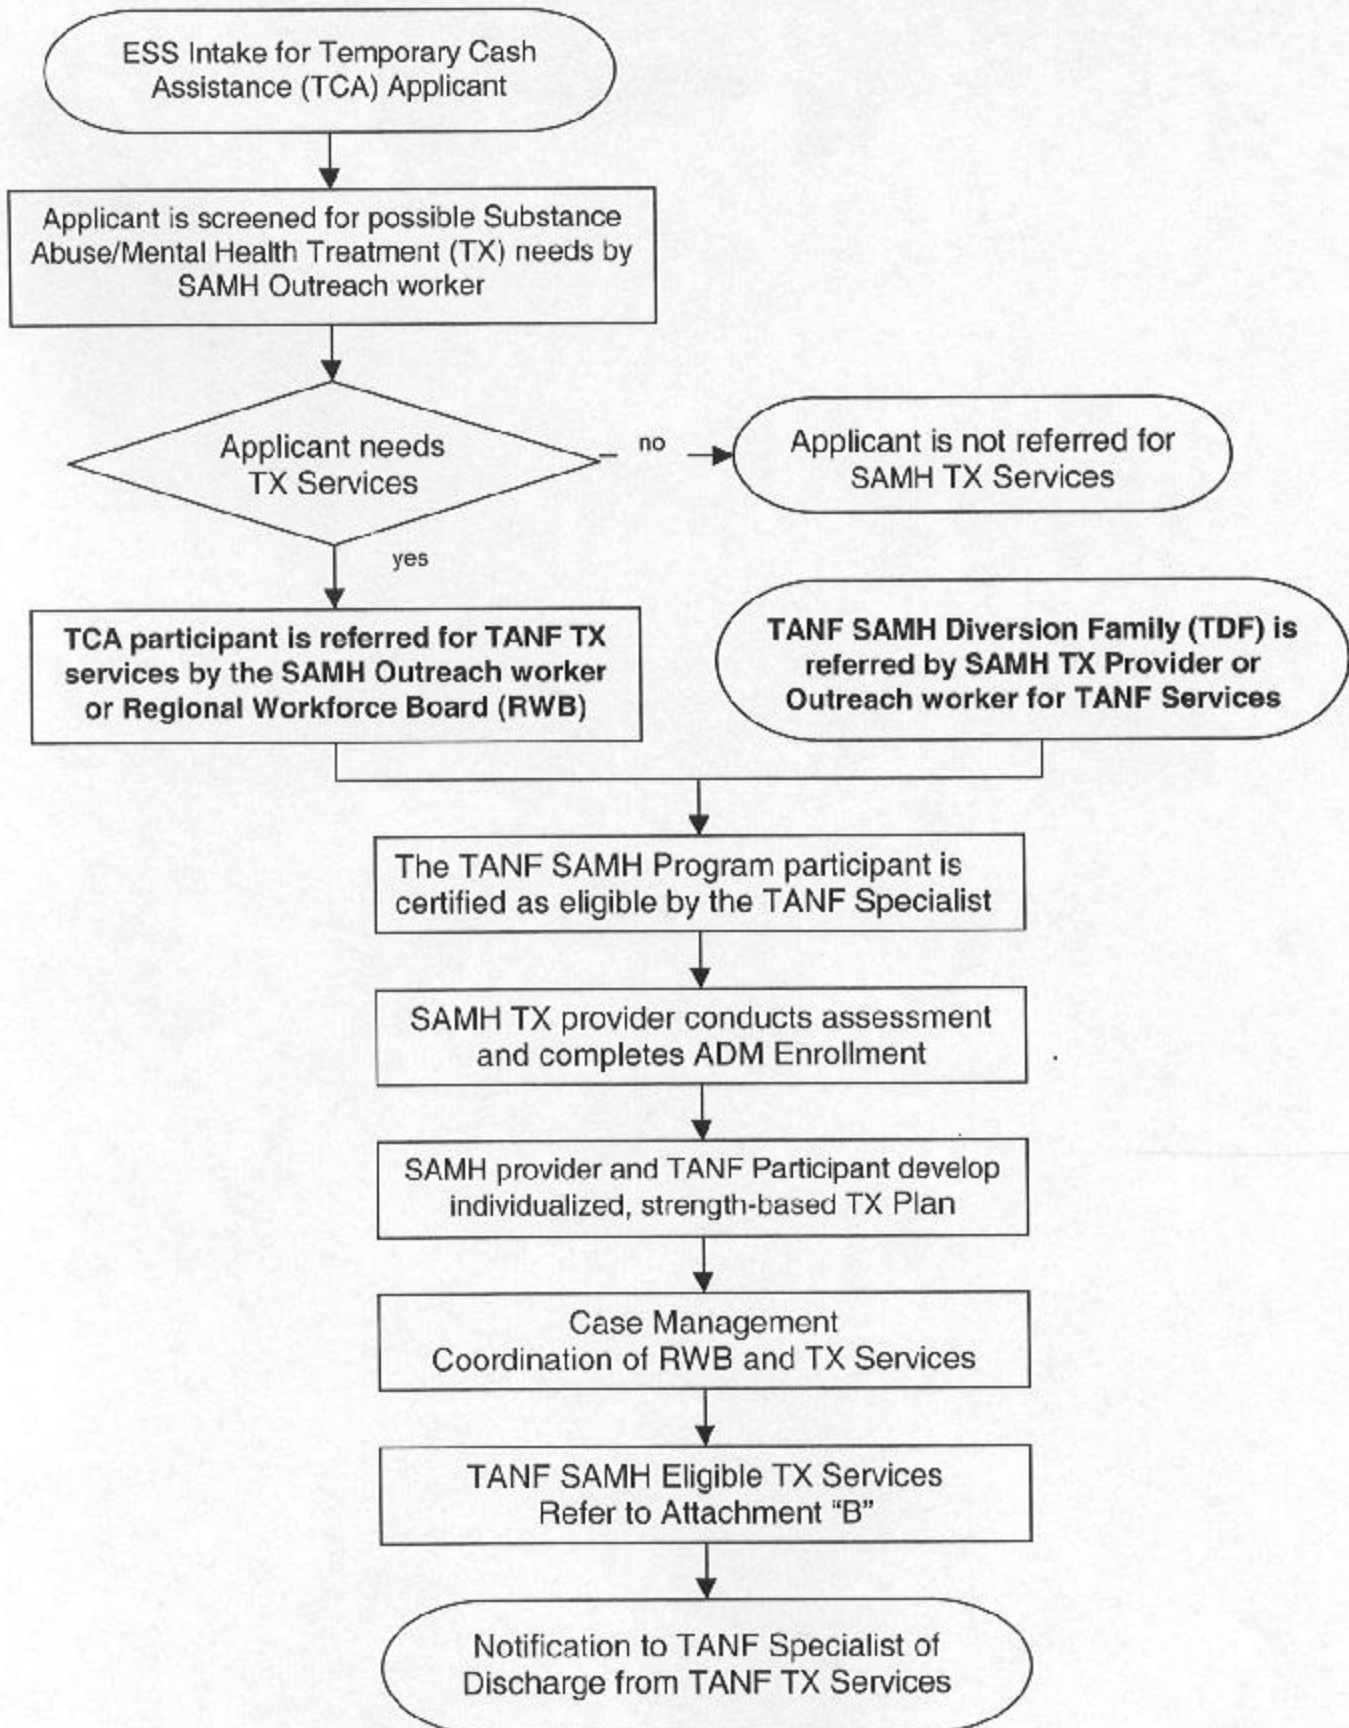 ESS Intake for Temporary Cash
Assistance (TCA) Applicant
Applicant is screened for possible Substance
Abuse/Mental Health Treatment (TX) needs by
SAMH Outreach worker
Applicant needs
TX Services
no
Applicant is not referred for
SAMH TX Services
yes
TCA participant is referred for TANF TX
services by the SAMH Outreach worker
or Regional Workforce Board (RWB)
TANF SAMH Diversion Family (TDF) is
referred by SAMH TX Provider or
Outreach worker for TANF Services
The TANF SAMH Program participant is
certified as eligible by the TANF Specialist
SAMH TX provider conducts assessment
and completes ADM Enrollment
SAMH provider and TANF Participant develop
individualized, strength-based TX Plan
Case Management
Coordination of RWB and TX Services
TANF SAMH Eligible TX Services
Refer to Attachment “B”
Notification to TANF Specialist of
Discharge from TANF TX Services